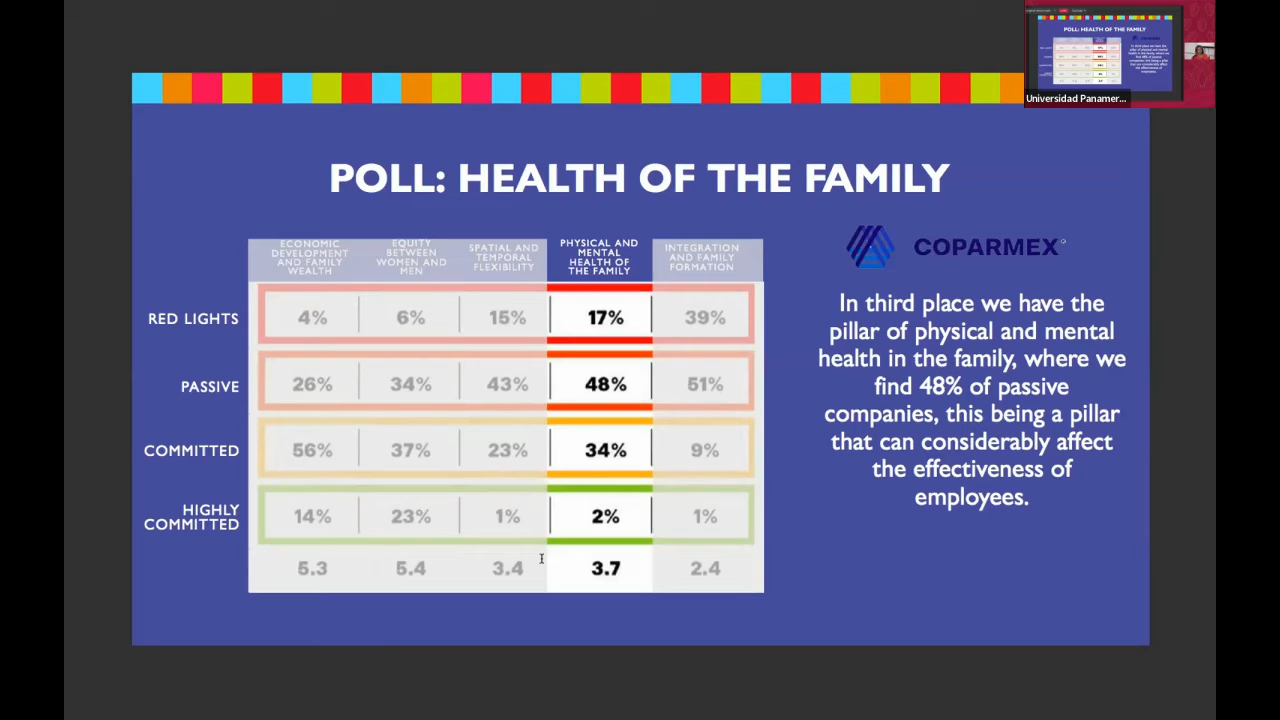 Universidad Panamer...
POLL: HEALTH OF THE FAMILY
ECONOMIC
DEVELOPMENT
AND FAMILY
WEALTH
EQUITY
BETWEEN
WOMEN AND
MEN
SPATIAL AND
TEMPORAL
FLEXIBILITY
PHYSICAL AND
MENTAL
HEALTH OF
THE FAMILY
INTEGRATION
AND FAMILY
FORMATION
RED LIGHTS 4% 6% 15% 17% 39%
PASSIVE 26% 34% 43% 48% 51%
COMMITTED 56% 37% 23% 34% 9%
HIGHLY
COMMITTED 14% 23% 1% 2% 1%
5.3 5.4 3.4 3.7 2.4
COPARMEX
In third place we have the
pillar of physical and mental
health in the family, where we
find 48% of passive
companies, this being a pillar
that can considerably affect
the effectiveness of
employees.